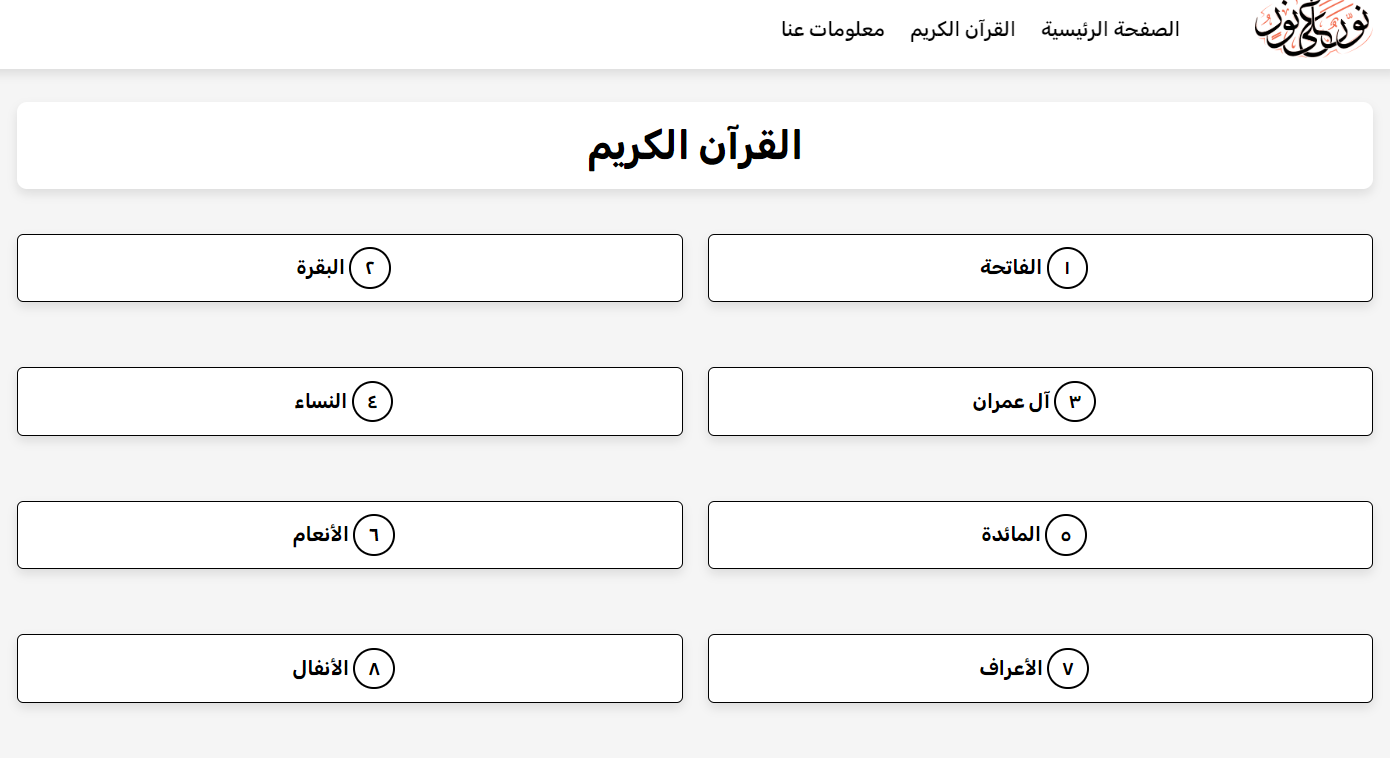 نور على نور
الصفحة الرئيسية القرآن الكريم معلومات عنا
القرآن الكريم
١ الفاتحة
٢ البقرة
٣ آل عمران
٤ النساء
٥ المائدة
٦ الأنعام
٧ الأعراف
٨ الأنفال